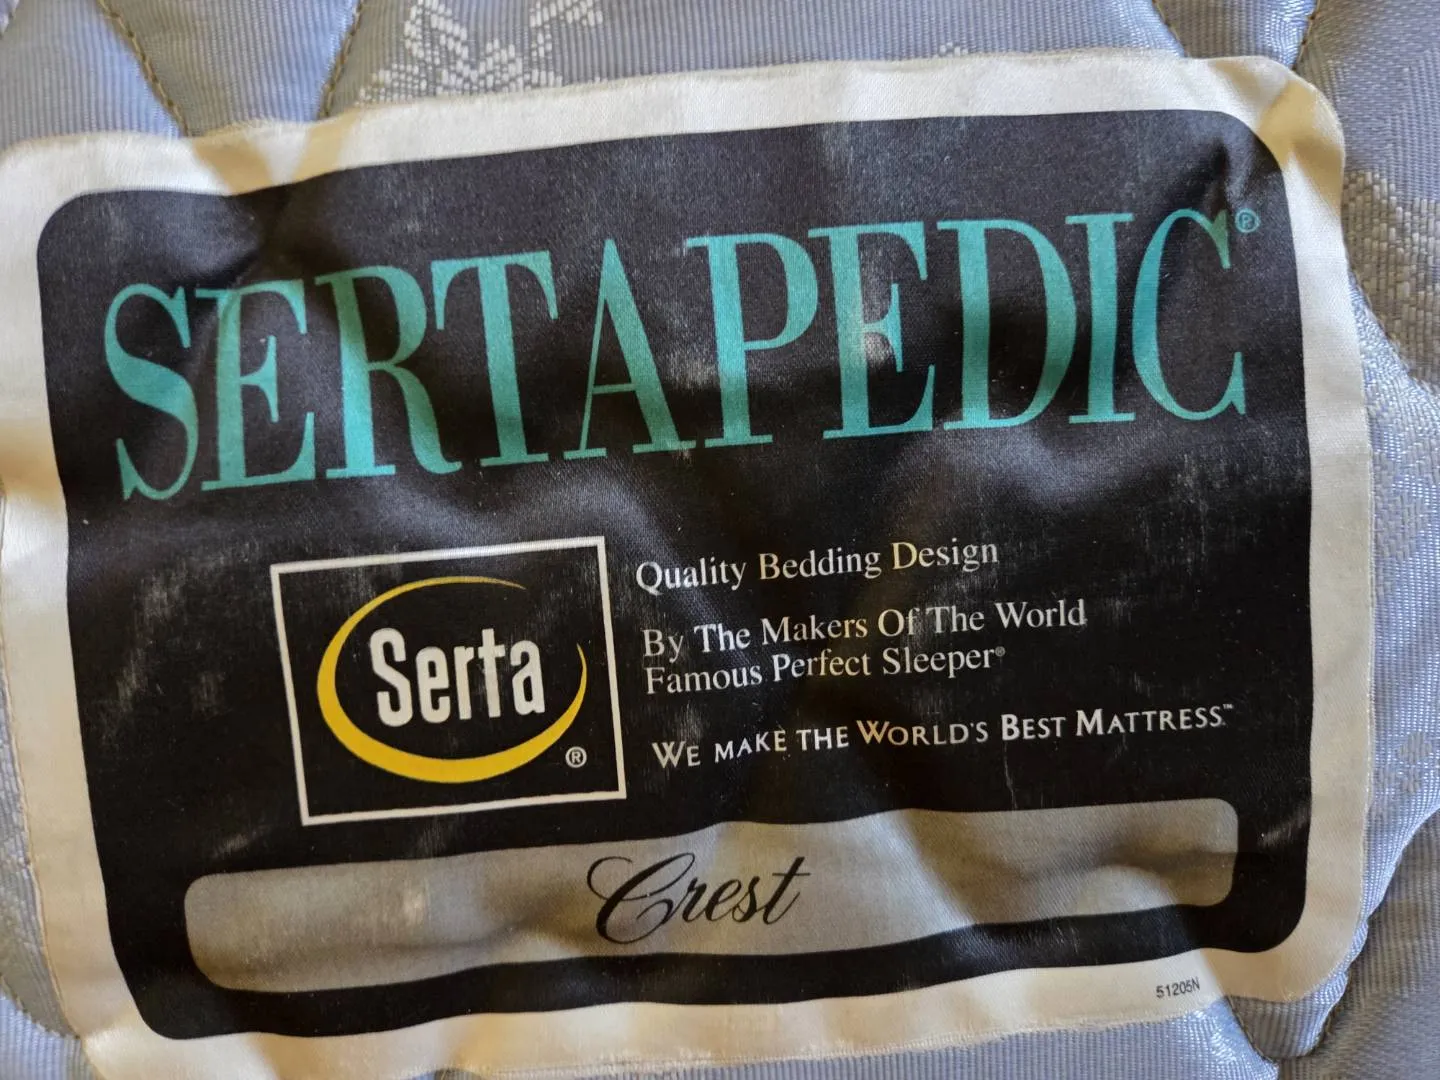 SERTAPEDIC®
Serta®
Quality Bedding Design
By The Makers Of The World
Famous Perfect Sleeper®
WE MAKE THE WORLD'S BEST MATTRESS™
Crest
51205N